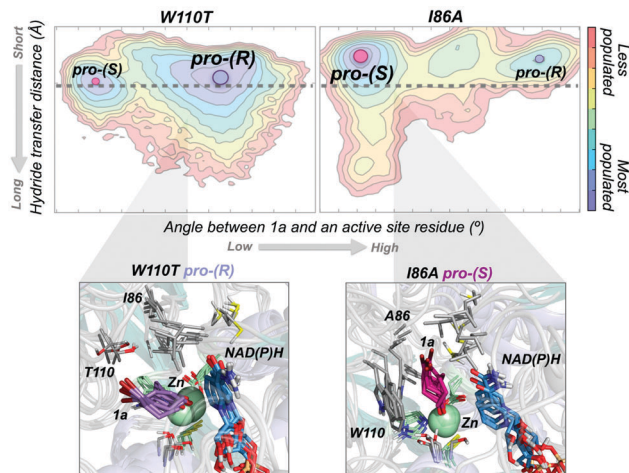 W110T
I86A
Short
Long
Hydride transfer distance (Å)
pro-(S)
pro-(R)
pro-(S)
pro-(R)
Less
populated
Most
populated
Angle between 1a and an active site residue (º)
Low
High
W110T pro-(R)
I86A pro-(S)
I86
T110
NAD(P)H
Zn
1a
A86
1a
NAD(P)H
Zn
W110